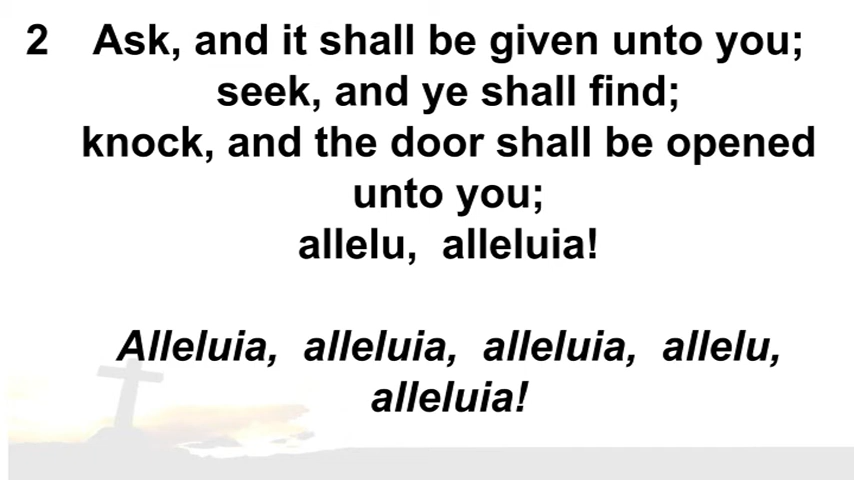 2 Ask, and it shall be given unto you;
seek, and ye shall find;
knock, and the door shall be opened
unto you;
allelu, alleluia!
Alleluia, alleluia, alleluia, allelu,
alleluia!